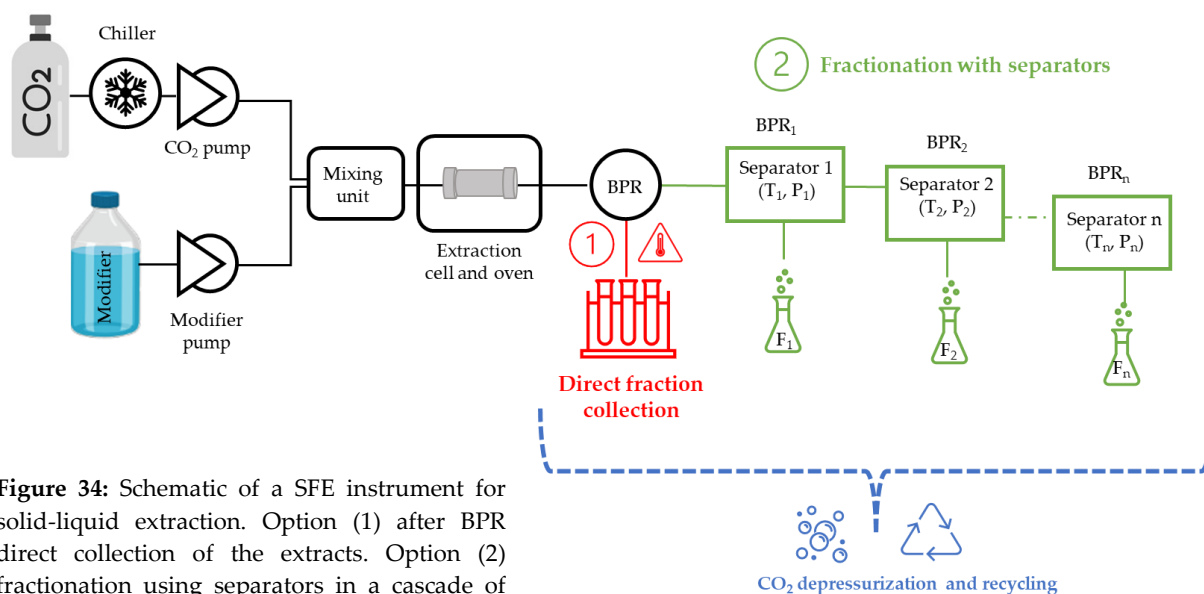 Chiller
CO2
CO₂ pump
Modifier
Modifier
pump
Mixing
unit
Extraction
cell and oven
BPR
1
Direct fraction
collection
2 Fractionation with separators
BPR₁
Separator 1
(T₁, P₁)
F₁
BPR₂
Separator 2
(T₂, P₂)
F₂
BPRₙ
Separator n
(Tₙ, Pₙ)
Fₙ
CO₂ depressurization and recycling
Figure 34: Schematic of a SFE instrument for
solid-liquid extraction. Option (1) after BPR
direct collection of the extracts. Option (2)
fractionation using separators in a cascade of